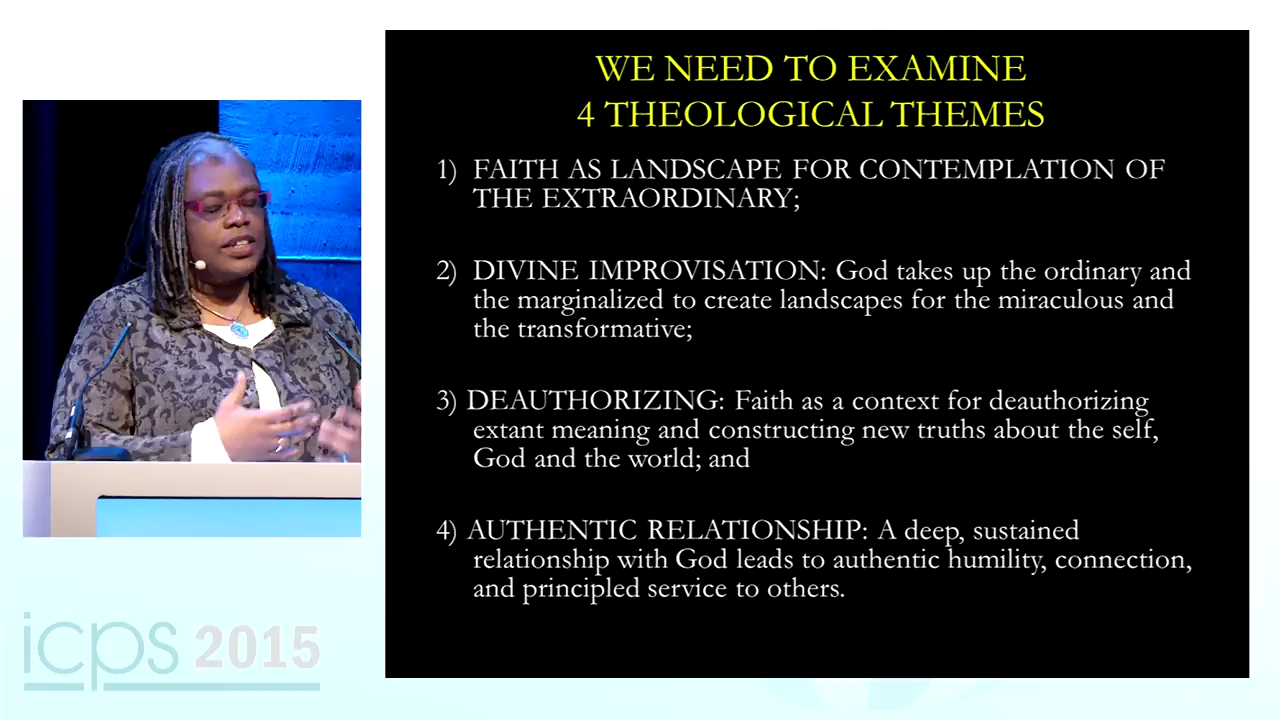 WE NEED TO EXAMINE
4 THEOLOGICAL THEMES
1) FAITH AS LANDSCAPE FOR CONTEMPLATION OF
THE EXTRAORDINARY;
2) DIVINE IMPROVISATION: God takes up the ordinary and
the marginalized to create landscapes for the miraculous and
the transformative;
3) DEAUTHORIZING: Faith as a context for deauthorizing
extant meaning and constructing new truths about the self,
God and the world; and
4) AUTHENTIC RELATIONSHIP: A deep, sustained
relationship with God leads to authentic humility, connection,
and principled service to others.
icps 2015